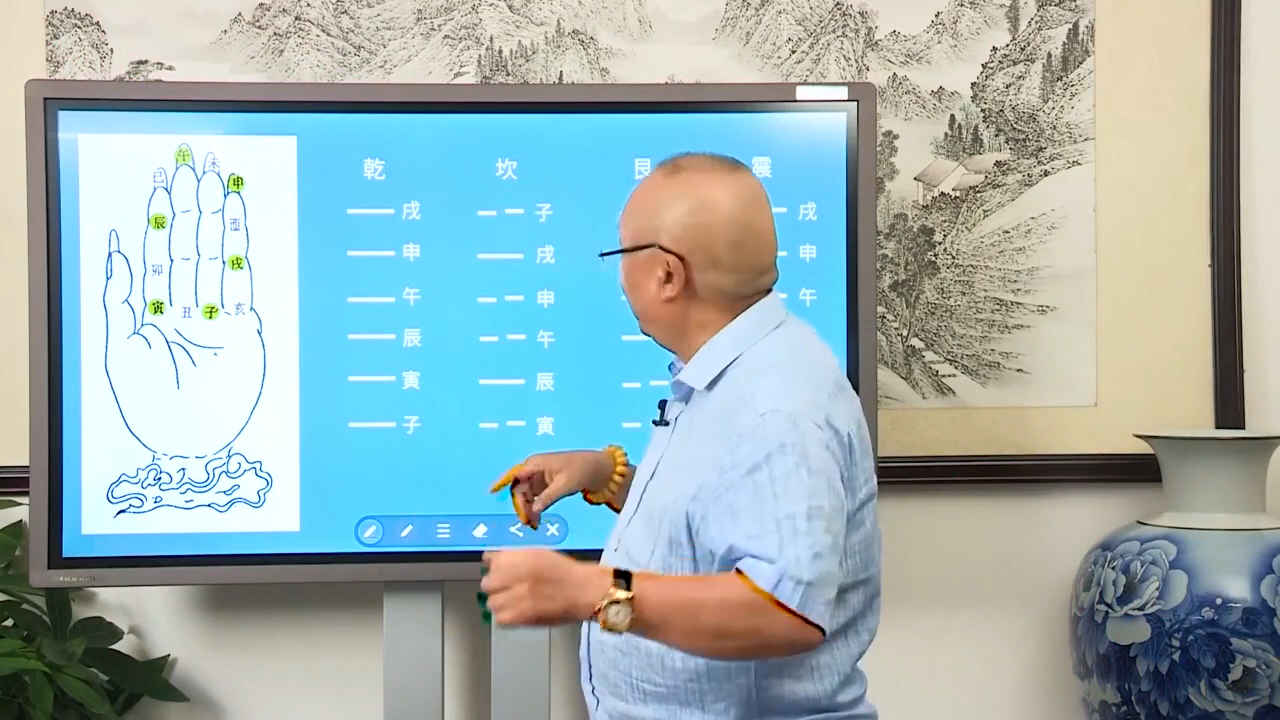 午
未
巳
申
辰
酉
卯
戌
寅
丑
子
亥
乾 坎 艮 震
戌 子 戌
申 戌 申
午 申 午
辰 午
寅 辰
子 寅